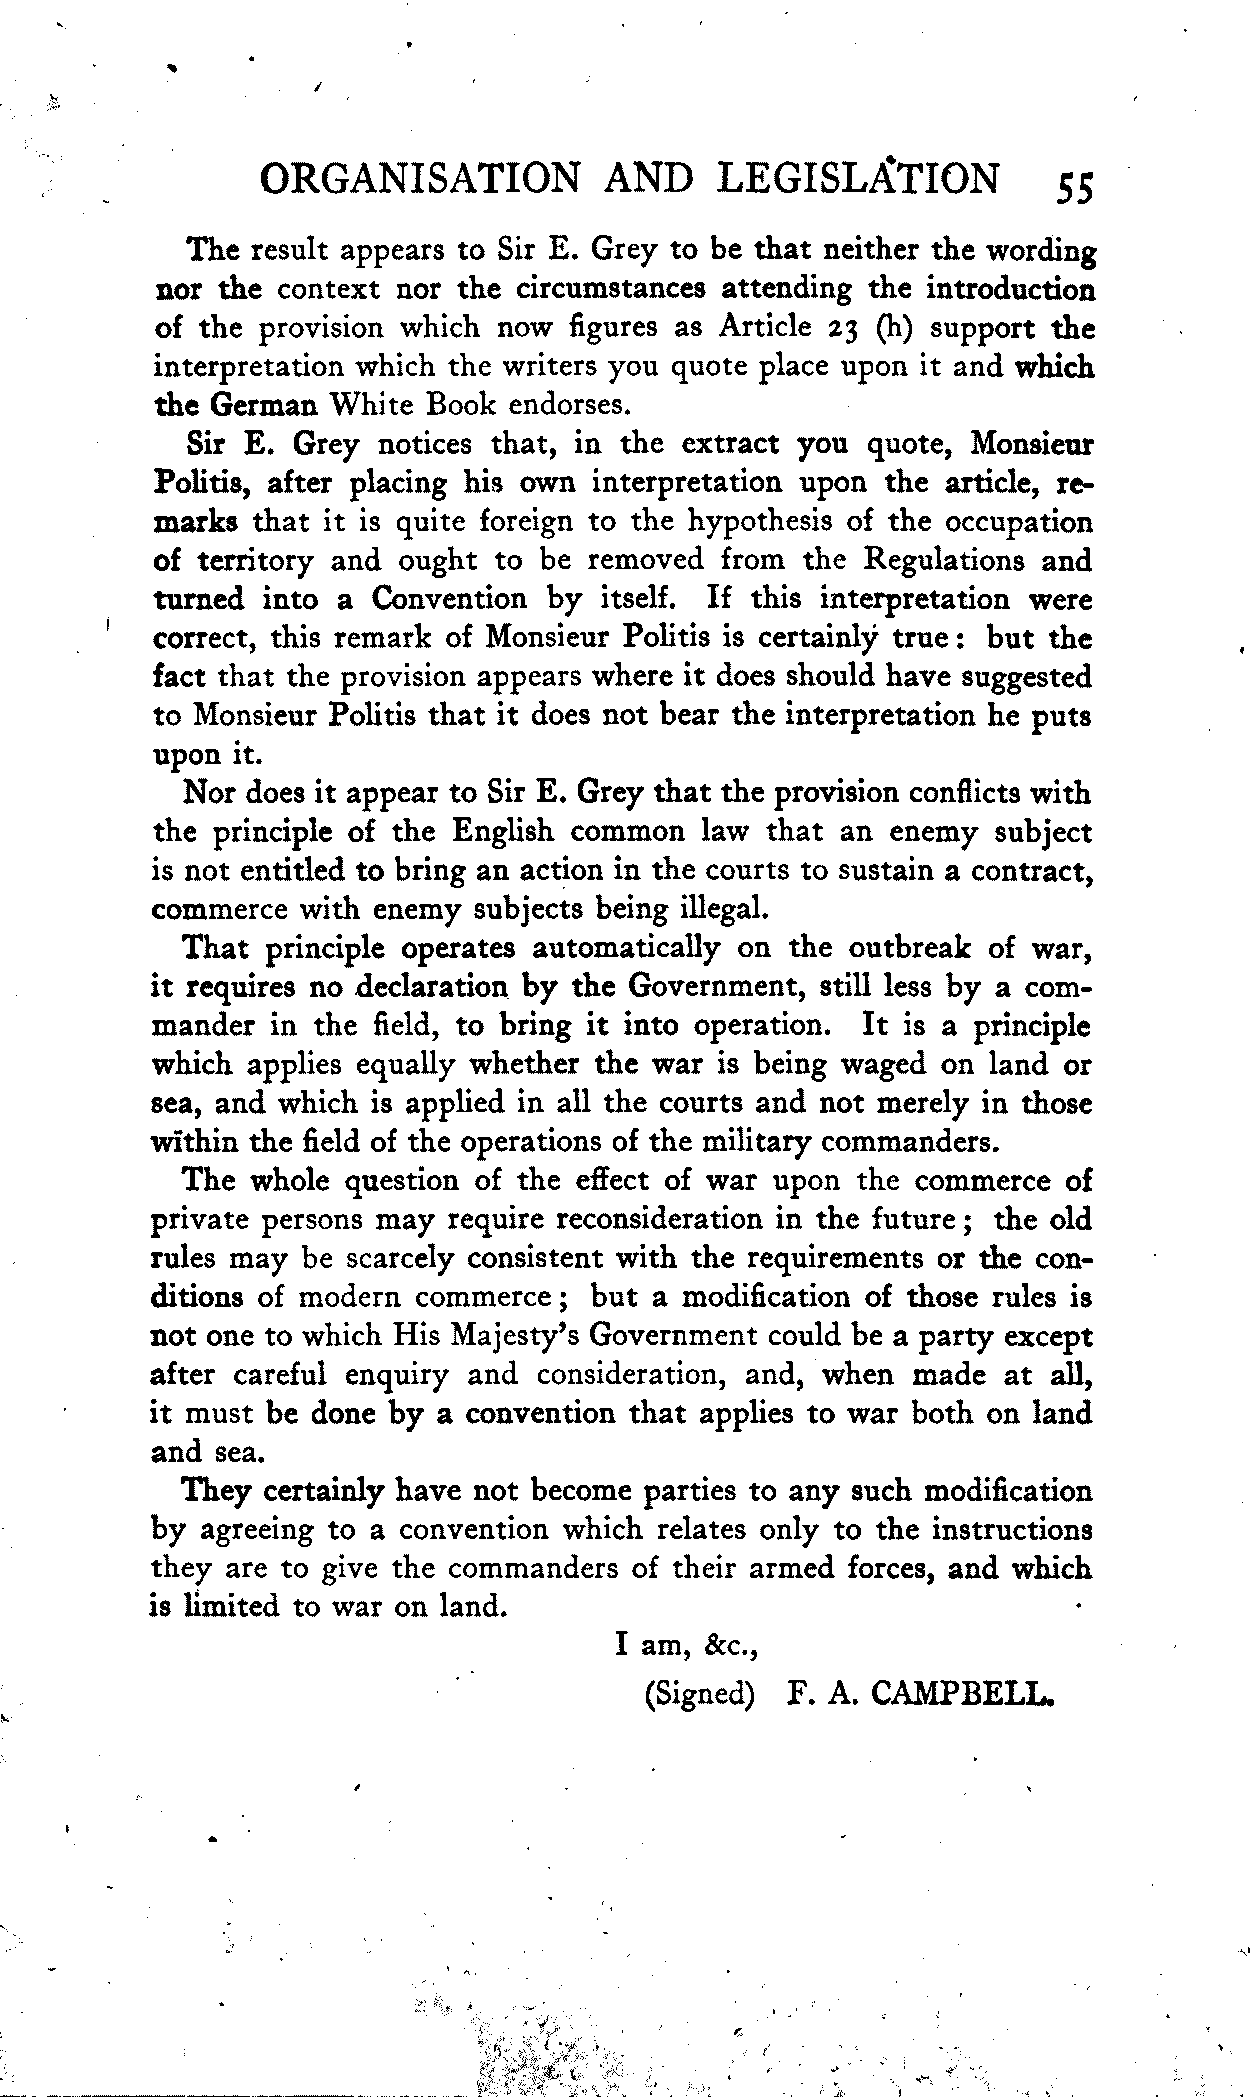 ORGANISATION AND LEGISLATION 55
The result appears to Sir E. Grey to be that neither the wording
nor the context nor the circumstances attending the introduction
of the provision which now figures as Article 23 (h) support the
interpretation which the writers you quote place upon it and which
the German White Book endorses.
Sir E. Grey notices that, in the extract you quote, Monsieur
Politis, after placing his own interpretation upon the article, re-
marks that it is quite foreign to the hypothesis of the occupation
of territory and ought to be removed from the Regulations and
turned into a Convention by itself. If this interpretation were
correct, this remark of Monsieur Politis is certainly true: but the
fact that the provision appears where it does should have suggested
to Monsieur Politis that it does not bear the interpretation he puts
upon it.
Nor does it appear to Sir E. Grey that the provision conflicts with
the principle of the English common law that an enemy subject
is not entitled to bring an action in the courts to sustain a contract,
commerce with enemy subjects being illegal.
That principle operates automatically on the outbreak of war,
it requires no declaration by the Government, still less by a com-
mander in the field, to bring it into operation. It is a principle
which applies equally whether the war is being waged on land or
sea, and which is applied in all the courts and not merely in those
within the field of the operations of the military commanders.
The whole question of the effect of war upon the commerce of
private persons may require reconsideration in the future; the old
rules may be scarcely consistent with the requirements or the con-
ditions of modern commerce; but a modification of those rules is
not one to which His Majesty's Government could be a party except
after careful enquiry and consideration, and, when made at all,
it must be done by a convention that applies to war both on land
and sea.
They certainly have not become parties to any such modification
by agreeing to a convention which relates only to the instructions
they are to give the commanders of their armed forces, and which
is limited to war on land.
I am, &c.,
(Signed) F. A. CAMPBELL.